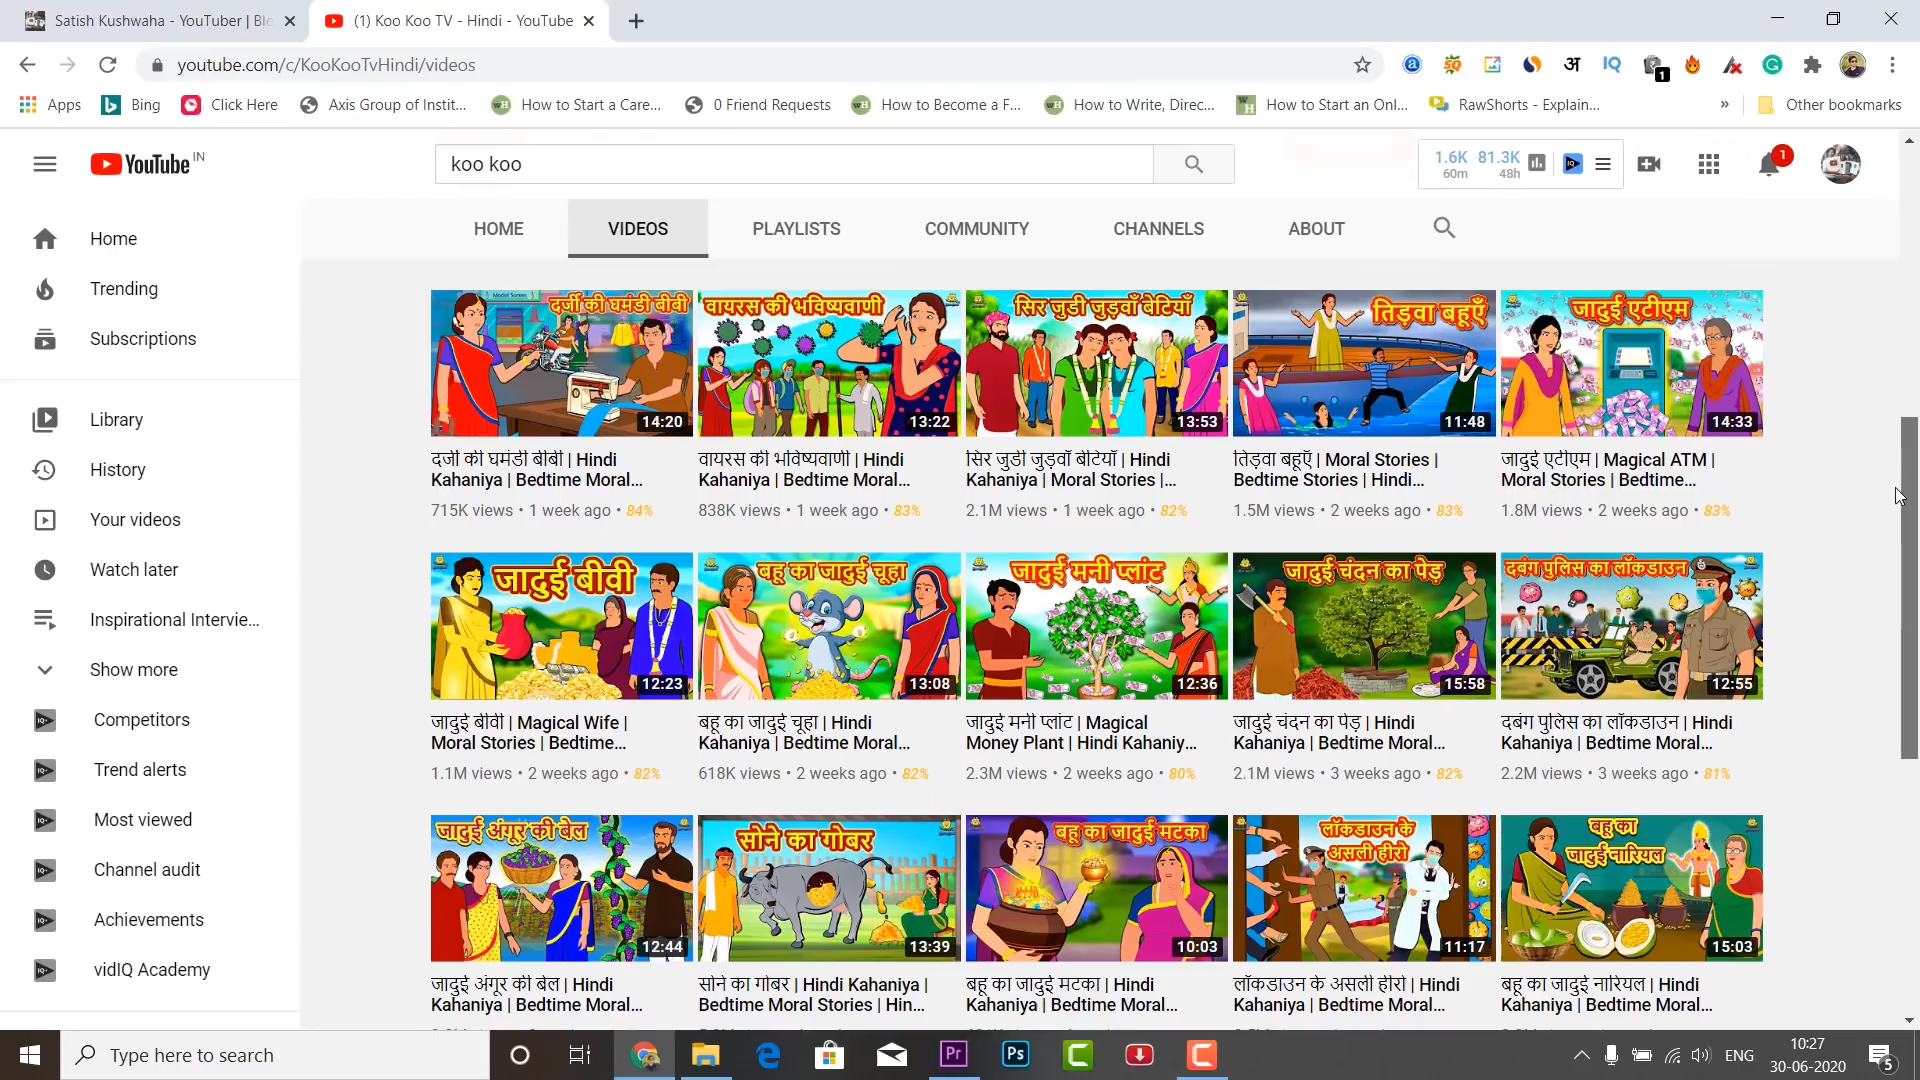 Satish Kushwaha - YouTuber | Ble
(1) Koo Koo TV - Hindi - YouTube
youtube.com/c/KooKooTvHindi/videos
Apps
Bing
Click Here
Axis Group of Instit...
How to Start a Care...
0 Friend Requests
How to Become a F...
How to Write, Direc...
How to Start an Onl...
RawShorts - Explain...
»
Other bookmarks
YouTube IN
koo koo
1.6K 81.3K
60m 48h
1
Home
Trending
Subscriptions
Library
History
Your videos
Watch later
Inspirational Intervie...
Show more
Competitors
Trend alerts
Most viewed
Channel audit
Achievements
vidIQ Academy
HOME VIDEOS PLAYLISTS COMMUNITY CHANNELS ABOUT
दर्जी की घमंडी बीबी
14:20
दर्जी की घमंडी बीबी | Hindi
Kahaniya | Bedtime Moral...
715K views • 1 week ago • 84%
वायरस की भविष्यवाणी
13:22
वायरस की भविष्यवाणी | Hindi
Kahaniya | Bedtime Moral...
838K views • 1 week ago • 83%
सिर जुडी जुड़वाँ बेटियाँ
13:53
सिर जुडी जुड़वाँ बेटियाँ | Hindi
Kahaniya | Moral Stories |...
2.1M views • 1 week ago • 82%
तिड़वा बहूएँ
11:48
तिड़वा बहूएँ | Moral Stories |
Bedtime Stories | Hindi...
1.5M views • 2 weeks ago • 83%
जादुई एटीएम
14:33
जादुई एटीएम | Magical ATM |
Moral Stories | Bedtime...
1.8M views • 2 weeks ago • 83%
जादुई बीवी
12:23
जादुई बीवी | Magical Wife |
Moral Stories | Bedtime...
1.1M views • 2 weeks ago • 82%
बहू का जादुई चूहा
13:08
बहू का जादुई चूहा | Hindi
Kahaniya | Bedtime Moral...
618K views • 2 weeks ago • 82%
जादुई मनी प्लांट
12:36
जादुई मनी प्लांट | Magical
Money Plant | Hindi Kahaniy...
2.3M views • 2 weeks ago • 80%
जादुई चंदन का पेड़
15:58
जादुई चंदन का पेड़ | Hindi
Kahaniya | Bedtime Moral...
2.1M views • 3 weeks ago • 82%
दबंग पुलिस का लॉकडाउन
12:55
दबंग पुलिस का लॉकडाउन | Hindi
Kahaniya | Bedtime Moral...
2.2M views • 3 weeks ago • 81%
जादुई अंगूर की बेल
12:44
जादुई अंगूर की बेल | Hindi
Kahaniya | Bedtime Moral...
सोने का गोबर
13:39
सोने का गोबर | Hindi Kahaniya |
Bedtime Moral Stories | Hin...
बहू का जादुई मटका
10:03
बहू का जादुई मटका | Hindi
Kahaniya | Bedtime Moral...
लॉकडाउन के
असली हीरो
11:17
लॉकडाउन के असली हीरो | Hindi
Kahaniya | Bedtime Moral...
बहू का
जादुई नारियल
15:03
बहू का जादुई नारियल | Hindi
Kahaniya | Bedtime Moral...
Type here to search
ENG
10:27
30-06-2020
5